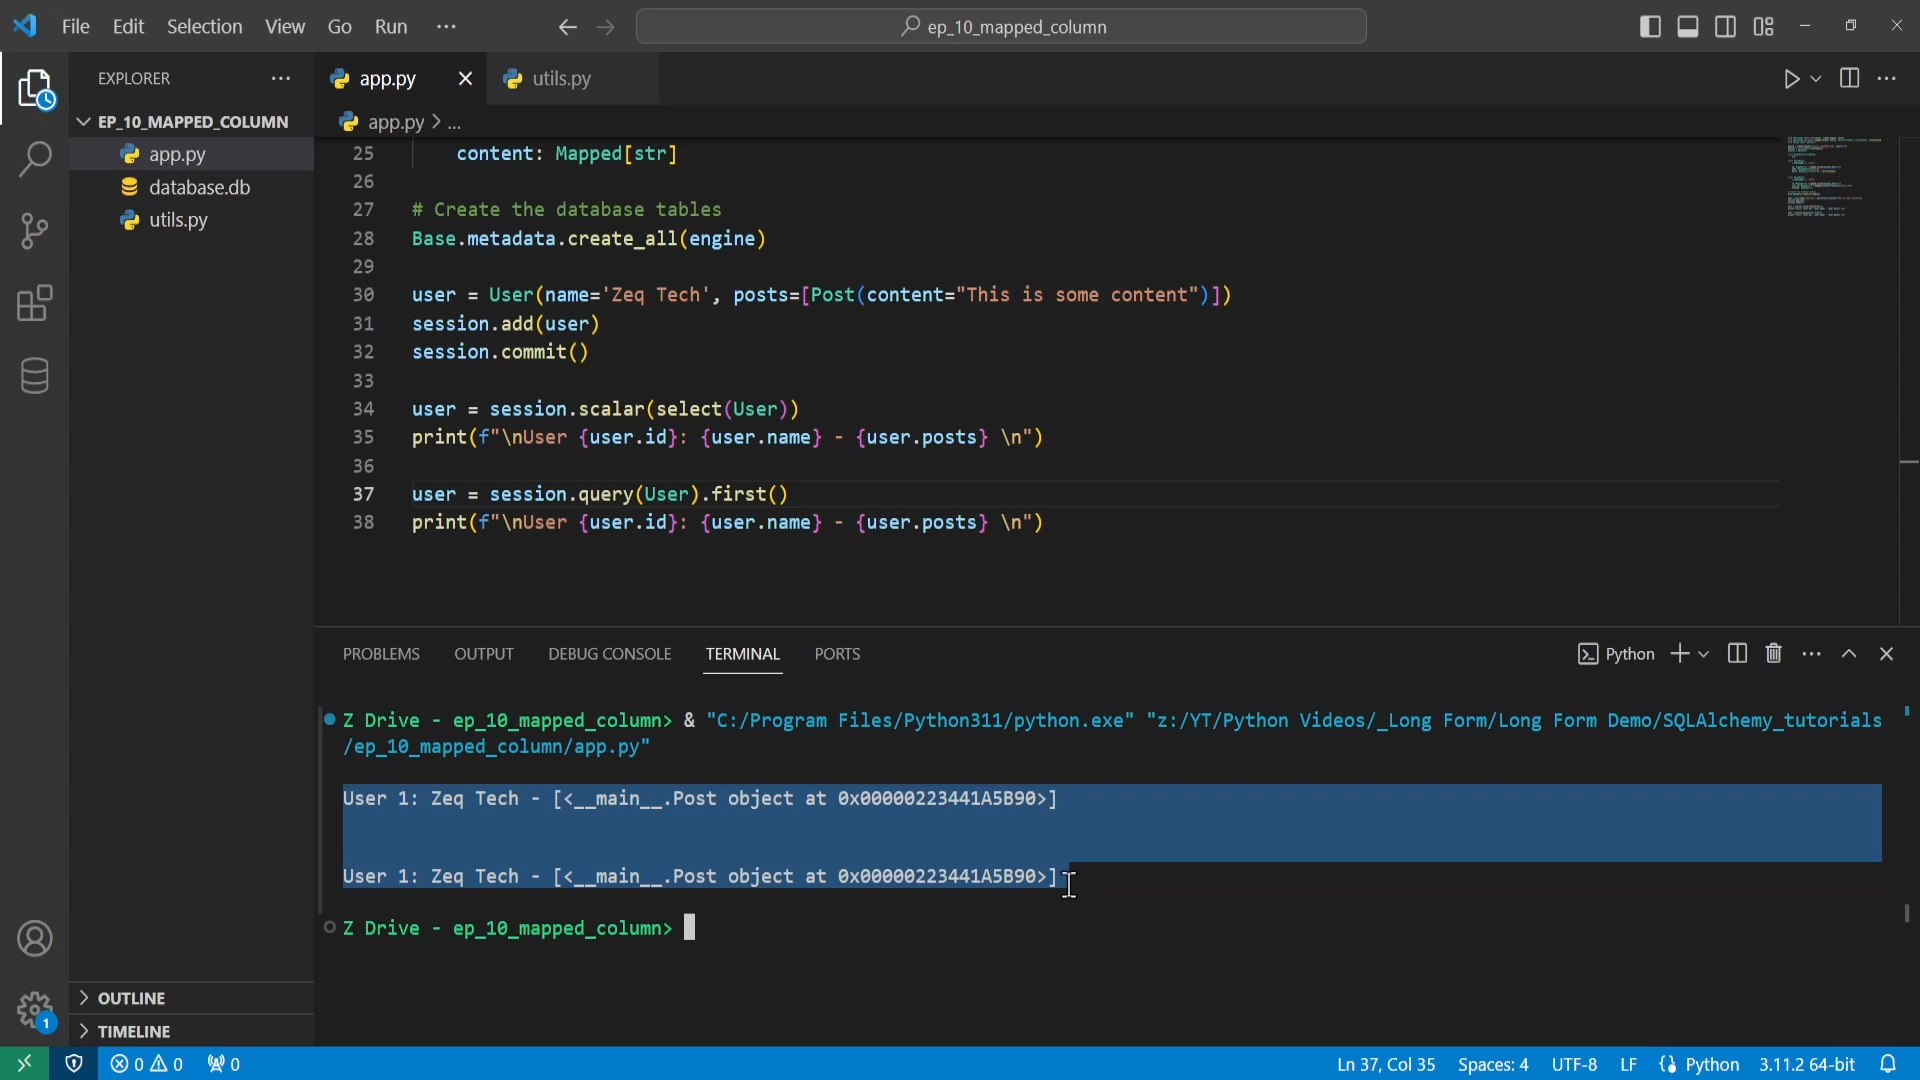 File Edit Selection View Go Run ... ep_10_mapped_column
EXPLORER ...
EP_10_MAPPED_COLUMN
app.py
database.db
utils.py
OUTLINE
TIMELINE
app.py utils.py
app.py > ...
25 content: Mapped[str]
26
27 # Create the database tables
28 Base.metadata.create_all(engine)
29
30 user = User(name='Zeq Tech', posts=[Post(content="This is some content")])
31 session.add(user)
32 session.commit()
33
34 user = session.scalar(select(User))
35 print(f"\nUser {user.id}: {user.name} - {user.posts} \n")
36
37 user = session.query(User).first()
38 print(f"\nUser {user.id}: {user.name} - {user.posts} \n")
PROBLEMS OUTPUT DEBUG CONSOLE TERMINAL PORTS Python
Z Drive - ep_10_mapped_column> & "C:/Program Files/Python311/python.exe" "z:/YT/Python Videos/_Long Form/Long Form Demo/SQLAlchemy_tutorials
/ep_10_mapped_column/app.py"
User 1: Zeq Tech - [<__main__.Post object at 0x00000223441A5B90>]
User 1: Zeq Tech - [<__main__.Post object at 0x00000223441A5B90>]
Z Drive - ep_10_mapped_column>
1
0 0 0 Ln 37, Col 35 Spaces: 4 UTF-8 LF Python 3.11.2 64-bit